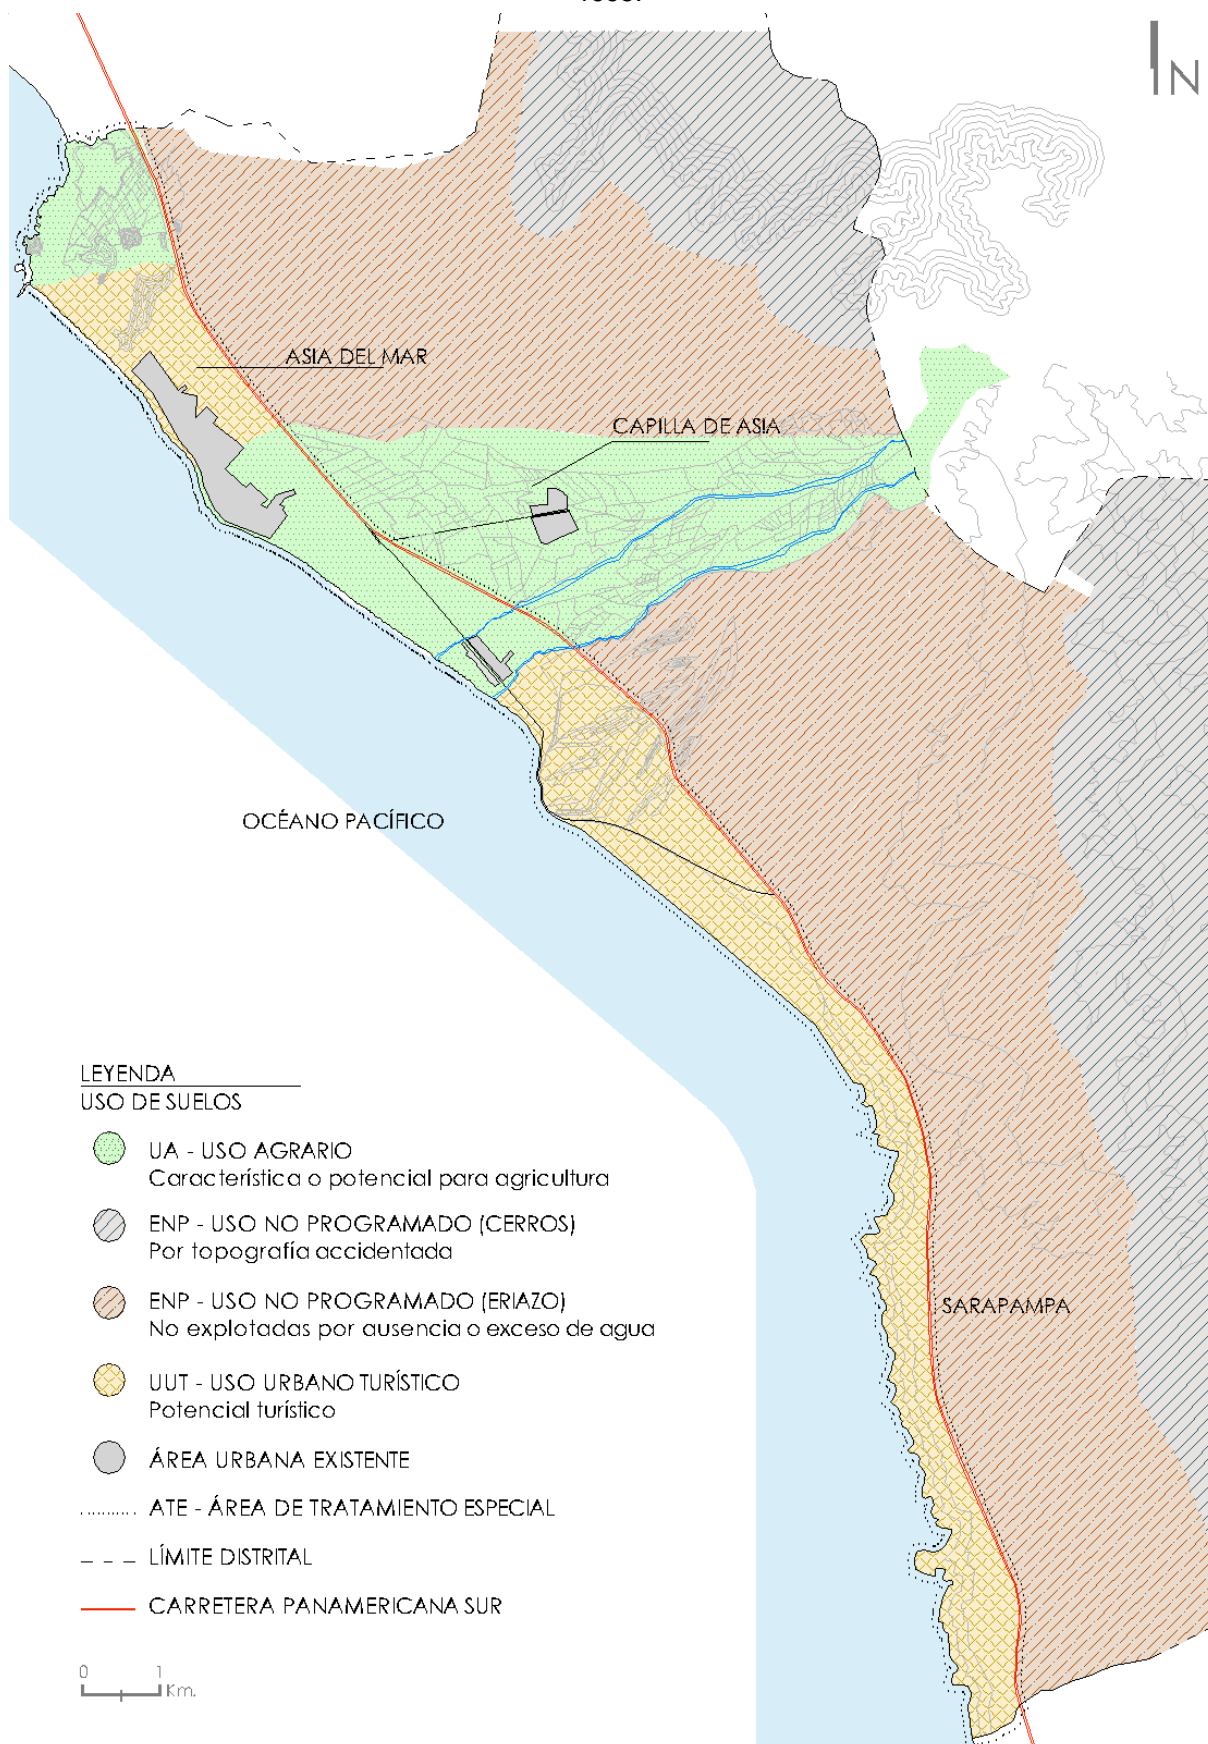 N
ASIA DEL MAR
CAPILLA DE ASIA
OCÉANO PACÍFICO
SARAPAMPA
LEYENDA
USO DE SUELOS
UA - USO AGRARIO
Característica o potencial para agricultura
ENP - USO NO PROGRAMADO (CERROS)
Por topografía accidentada
ENP - USO NO PROGRAMADO (ERIAZO)
No explotadas por ausencia o exceso de agua
UUT - USO URBANO TURÍSTICO
Potencial turístico
ÁREA URBANA EXISTENTE
ATE - ÁREA DE TRATAMIENTO ESPECIAL
LÍMITE DISTRITAL
CARRETERA PANAMERICANA SUR
0 1
Km.